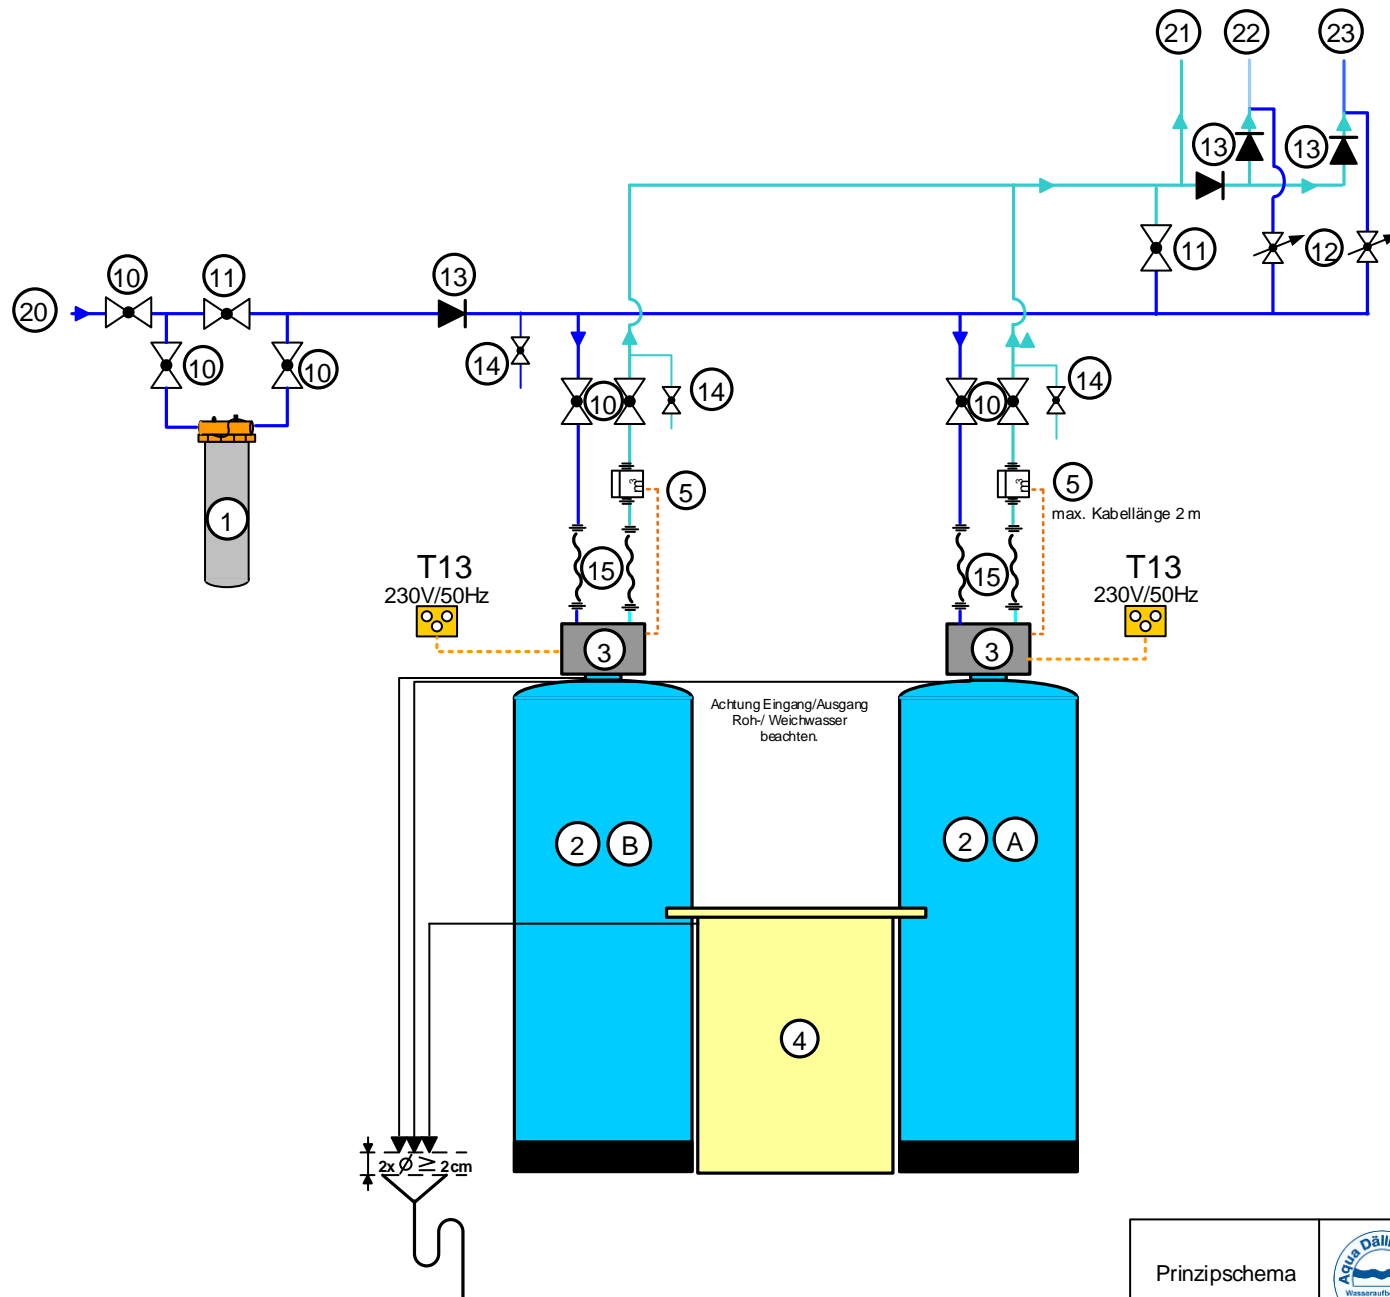 21 22 23
13 13
11 12
10 11 13
20
10 10 14
10 14 10 14
5 5
max. Kabellänge 2 m
m³ m³
1
T13 15 15 T13
230V/50Hz 230V/50Hz
3 3
Achtung Eingang/Ausgang
Roh-/ Weichwasser
beachten.
2 B 2 A
4
2x Ø ≥ 2cm
Prinzipschema
Aqua